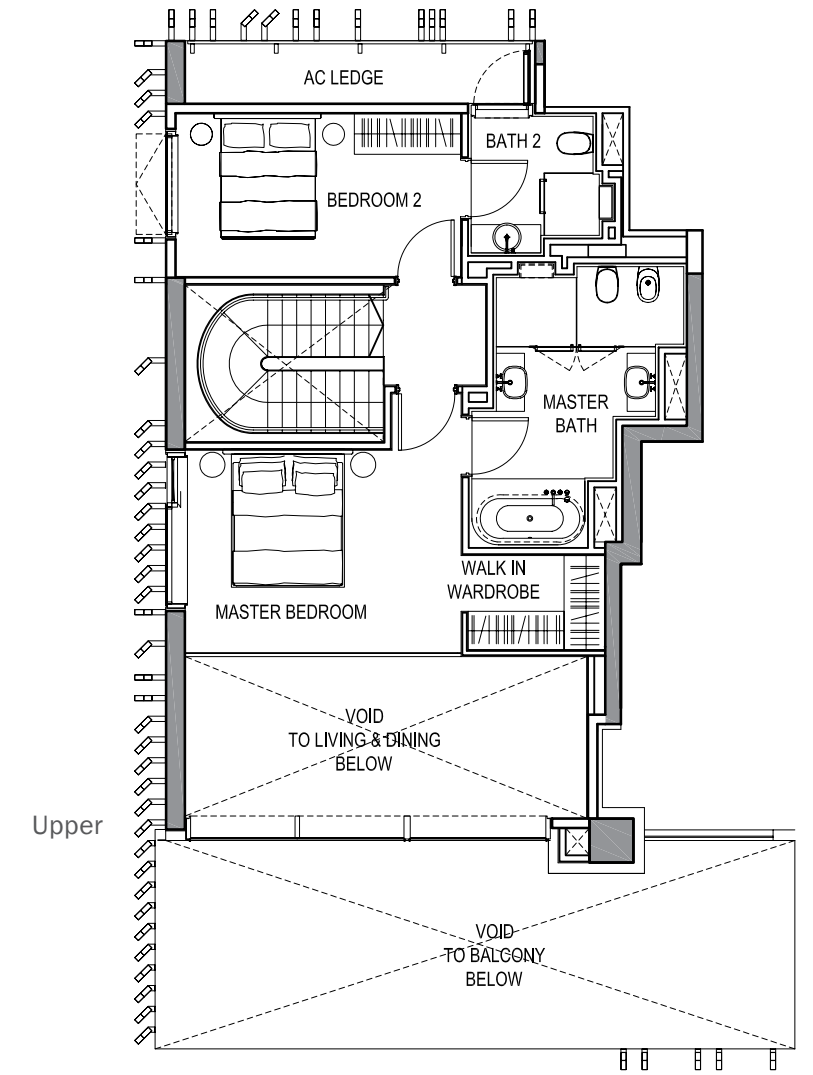 AC LEDGE
BATH 2
BEDROOM 2
MASTER
BATH
WALK IN
WARDROBE
MASTER BEDROOM
VOID
TO LIVING & DINING
BELOW
Upper
VOID
TO BALCONY
BELOW